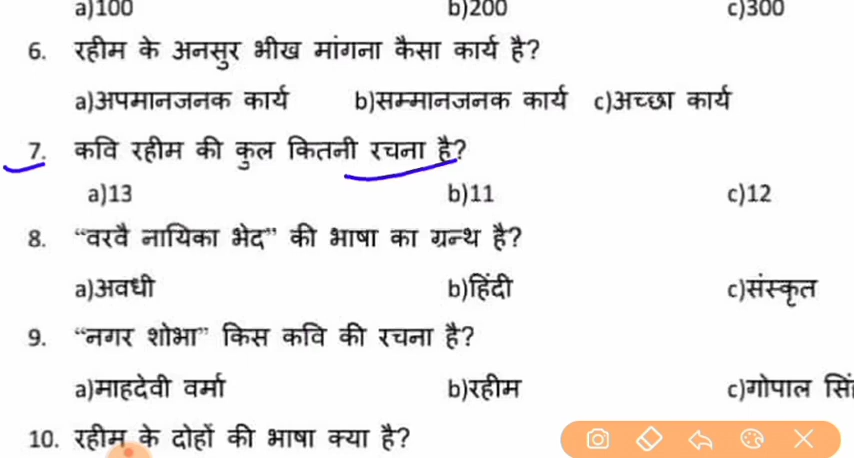 a)100 b)200 c)300
6. रहीम के अनसुर भीख मांगना कैसा कार्य है?
a)अपमानजनक कार्य b)सम्मानजनक कार्य c)अच्छा कार्य
7. कवि रहीम की कुल कितनी रचना है?
a)13 b)11 c)12
8. “वरवै नायिका भेद” की भाषा का ग्रन्थ है?
a)अवधी b)हिंदी c)संस्कृत
9. “नगर शोभा” किस कवि की रचना है?
a)माहदेवी वर्मा b)रहीम c)गोपाल
10. रहीम के दोहों की भाषा क्या है?